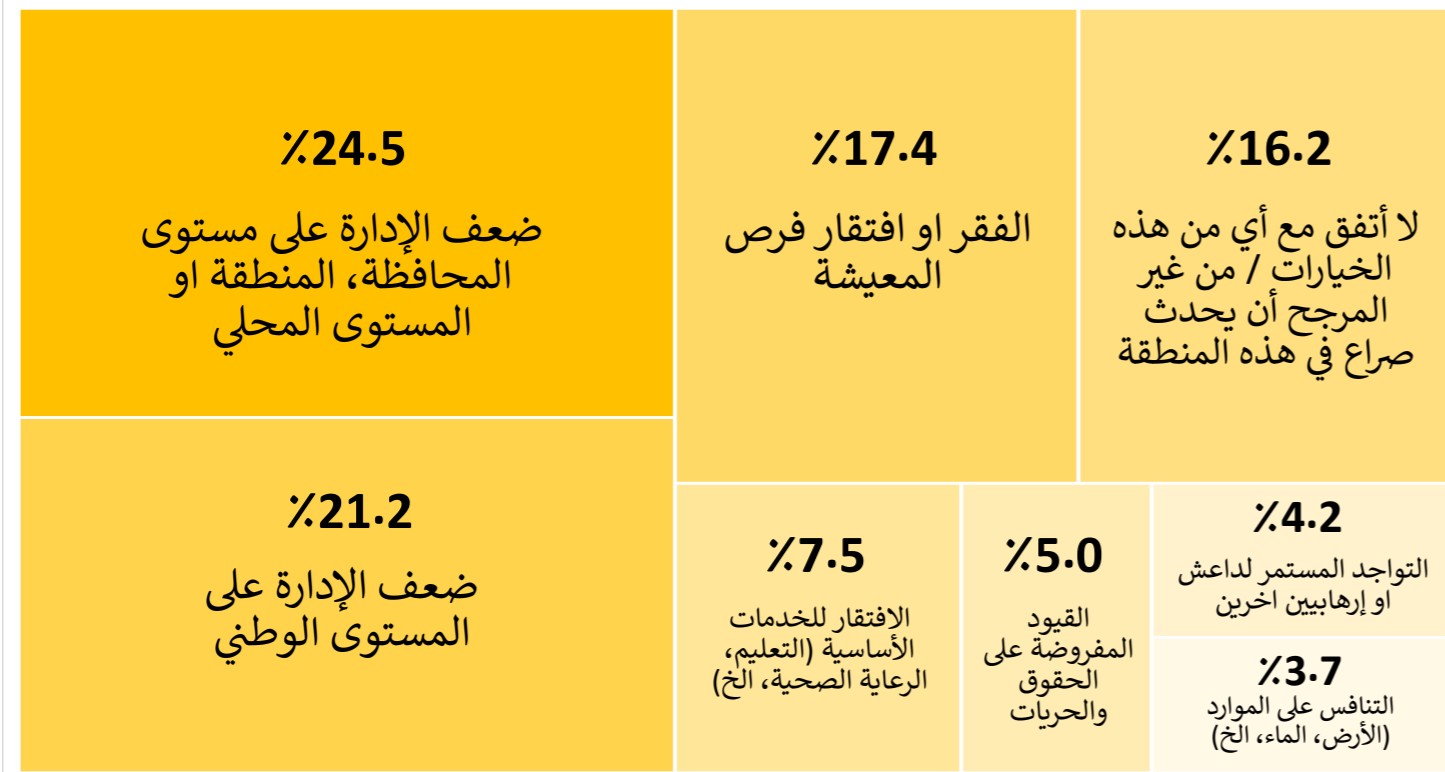 ٪24.5
ضعف الإدارة على مستوى
المحافظة، المنطقة او
المستوى المحلي
٪21.2
ضعف الإدارة على
المستوى الوطني
٪17.4
الفقر او افتقار فرص
المعيشة
٪16.2
لا أتفق مع أي من هذه
الخيارات / من غير
المرجح أن يحدث
صراع في هذه المنطقة
٪7.5
الافتقار للخدمات
الأساسية (التعليم،
الرعاية الصحية، الخ)
٪5.0
القيود
المفروضة على
الحقوق
والحريات
٪4.2
التواجد المستمر لداعش
او إرهابيين اخرين
٪3.7
التنافس على الموارد
(الأرض، الماء، الخ)